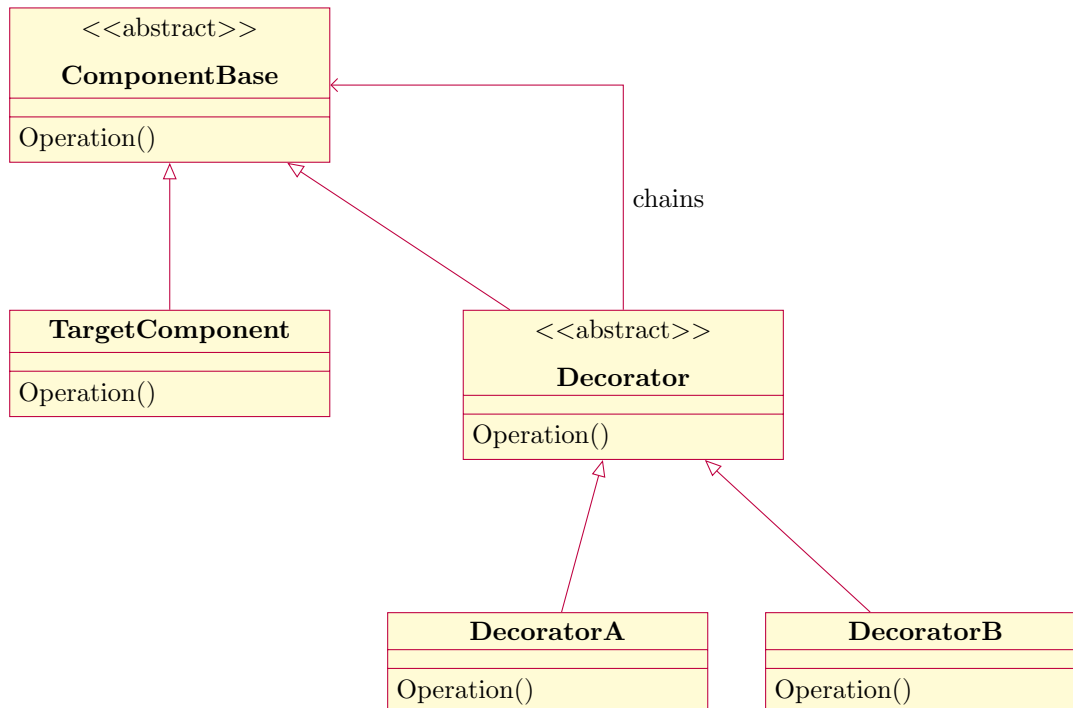 <<abstract>>
ComponentBase
Operation()
chains
TargetComponent
Operation()
<<abstract>>
Decorator
Operation()
DecoratorA
Operation()
DecoratorB
Operation()